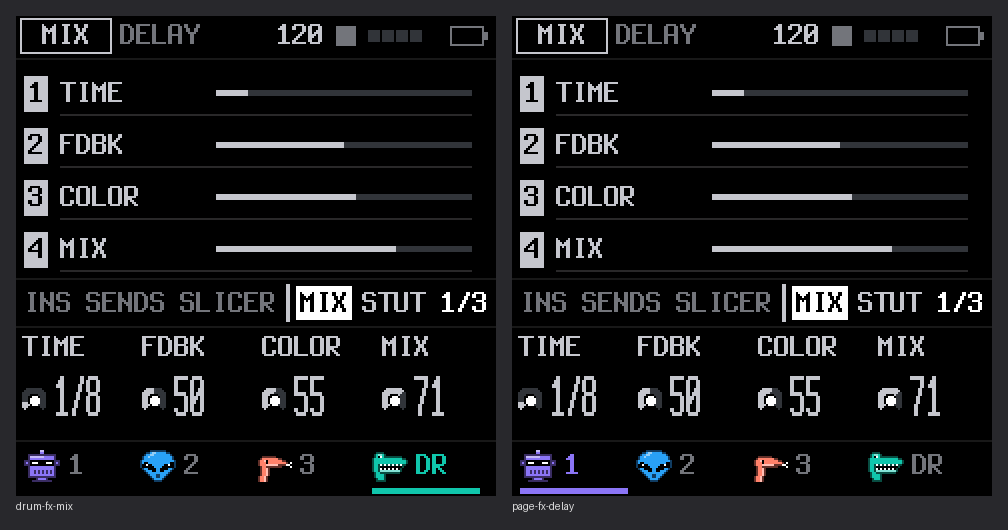 MIX DELAY 120
1 TIME
2 FDBK
3 COLOR
4 MIX
INS SENDS SLICER MIX STUT 1/3
TIME FDBK COLOR MIX
1/8 50 55 71
1 2 3 DR
drum-fx-mix
MIX DELAY 120
1 TIME
2 FDBK
3 COLOR
4 MIX
INS SENDS SLICER MIX STUT 1/3
TIME FDBK COLOR MIX
1/8 50 55 71
1 2 3 DR
page-fx-delay